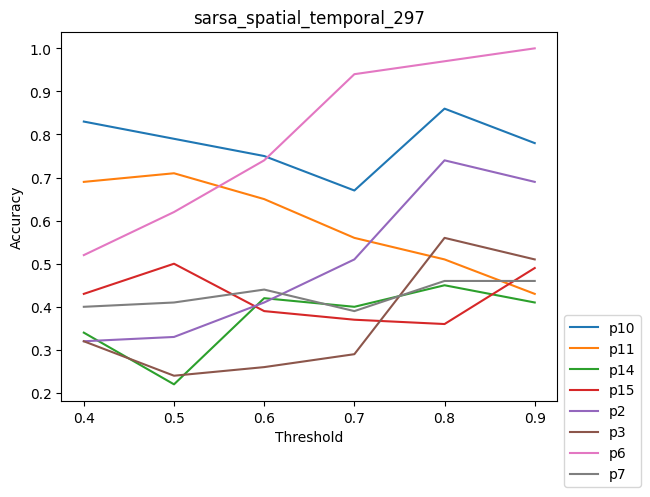 sarsa_spatial_temporal_297
Accuracy
1.0
0.9
0.8
0.7
0.6
0.5
0.4
0.3
0.2
0.4 0.5 0.6 0.7 0.8 0.9
Threshold
p10
p11
p14
p15
p2
p3
p6
p7